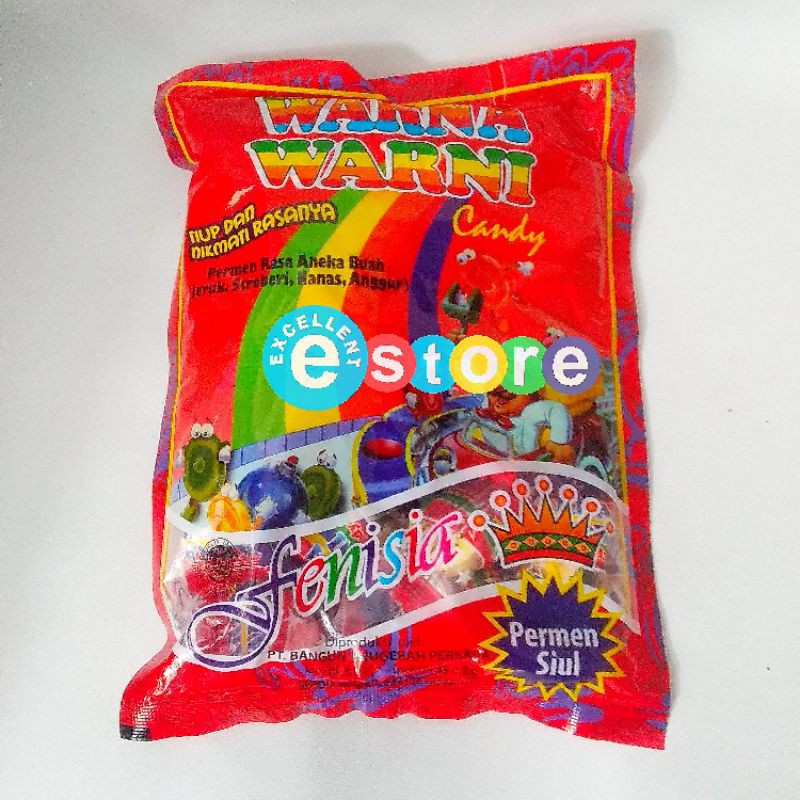 WARNA
WARNI
Candy
TIUP DAN
NIKMATI RASANYA
Permen Rasa Aneka Buah
(Jeruk, Stroberi, Nanas, Anggur)
EXCELLENT
estore
fenisia
Permen
Siul
PT. BANGUN